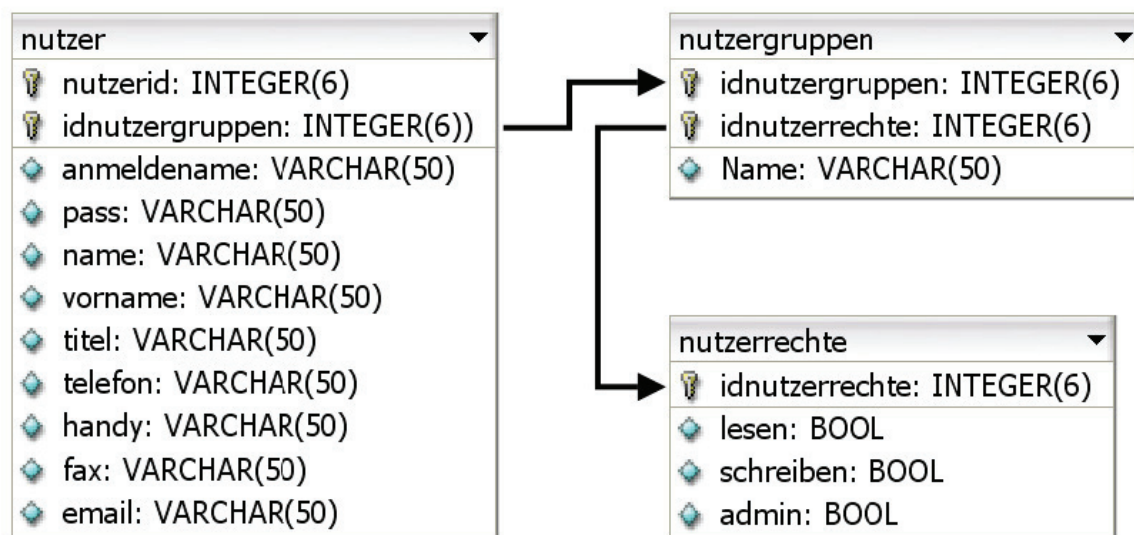 nutzer
nutzerid: INTEGER(6)
idnutzergruppen: INTEGER(6))
anmeldename: VARCHAR(50)
pass: VARCHAR(50)
name: VARCHAR(50)
vorname: VARCHAR(50)
titel: VARCHAR(50)
telefon: VARCHAR(50)
handy: VARCHAR(50)
fax: VARCHAR(50)
email: VARCHAR(50)
nutzergruppen
idnutzergruppen: INTEGER(6)
idnutzerrechte: INTEGER(6)
Name: VARCHAR(50)
nutzerrechte
idnutzerrechte: INTEGER(6)
lesen: BOOL
schreiben: BOOL
admin: BOOL